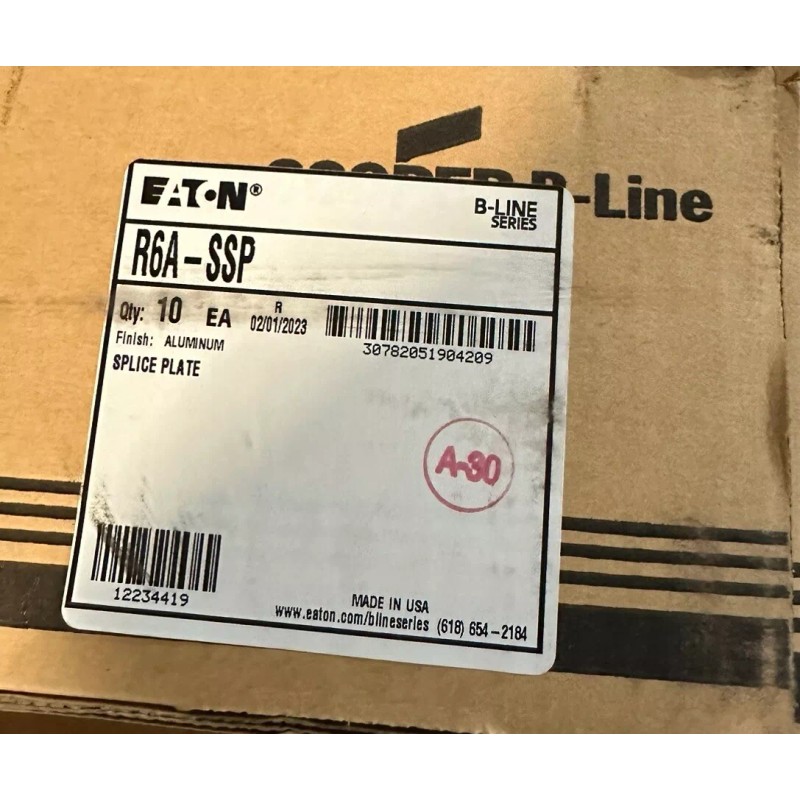 COOPER B-Line
EATON®
B-LINE
SERIES
R6A-SSP
Qty: 10 EA
R
02/01/2023
30782051904209
Finish: ALUMINUM
SPLICE PLATE
A-30
12234419
MADE IN USA
www.eaton.com/blineseries (618) 654-2184